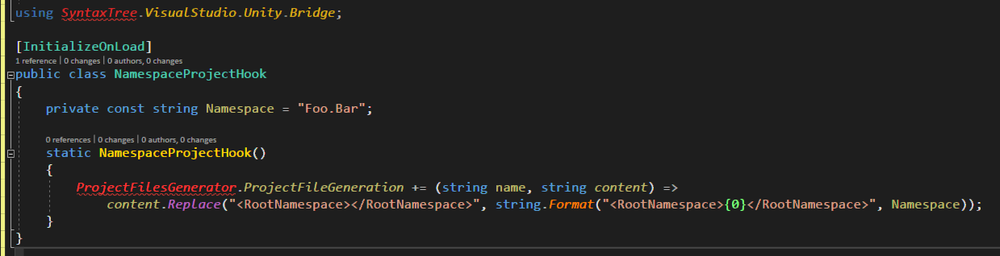 using SyntaxTree.VisualStudio.Unity.Bridge;
[InitializeOnLoad]
1 reference | 0 changes | 0 authors, 0 changes
public class NamespaceProjectHook
{
private const string Namespace = "Foo.Bar";
0 references | 0 changes | 0 authors, 0 changes
static NamespaceProjectHook()
{
ProjectFilesGenerator.ProjectFileGeneration += (string name, string content) =>
content.Replace("<RootNamespace></RootNamespace>", string.Format("<RootNamespace>{0}</RootNamespace>", Namespace));
}
}